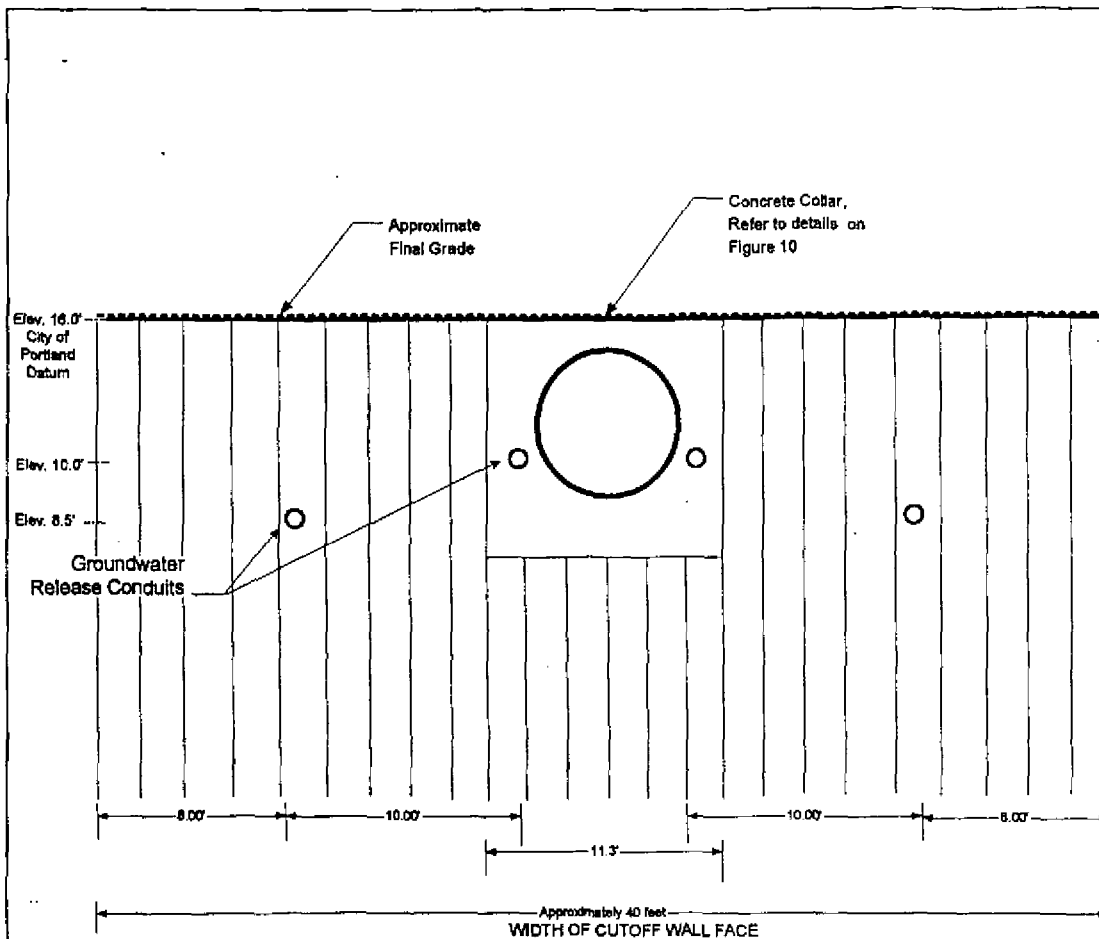 Approximate
Final Grade
Concrete Collar,
Refer to details on
Figure 10
Elev. 16.0'
City of
Portland
Datum
Elev. 10.0'
Elev. 8.5'
Groundwater
Release Conduits
8.00'
10.00'
10.00'
8.00'
11.3'
Approximately 40 feet
WIDTH OF CUTOFF WALL FACE